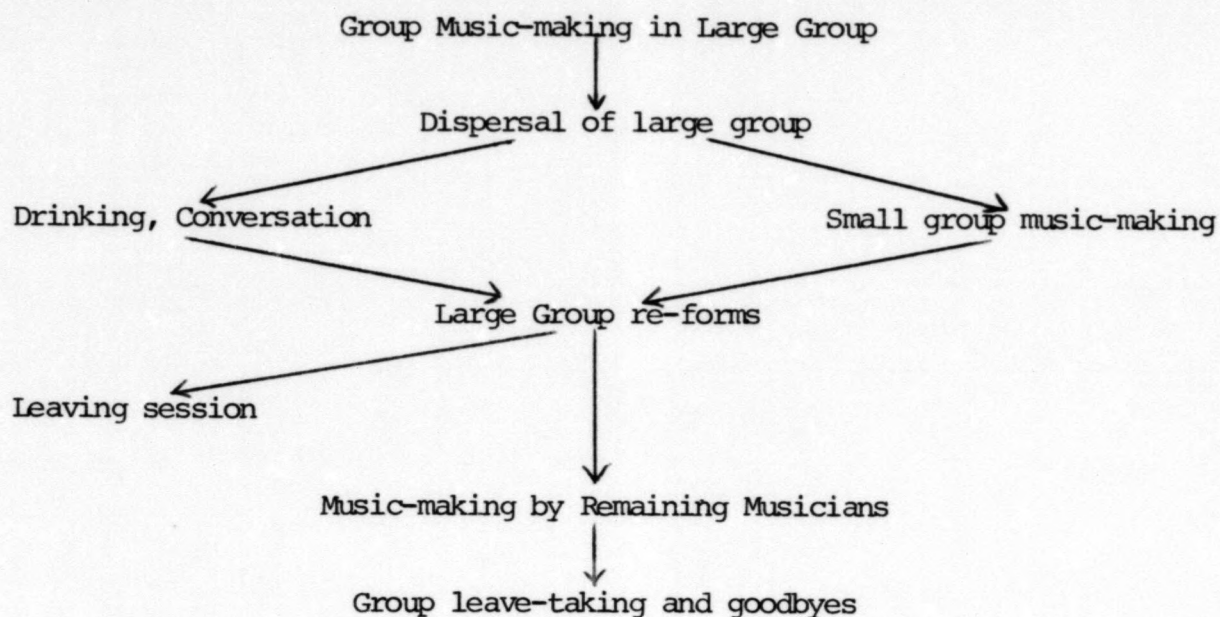 Group Music-making in Large Group
Dispersal of large group
Drinking, Conversation
Small group music-making
Large Group re-forms
Leaving session
Music-making by Remaining Musicians
Group leave-taking and goodbyes